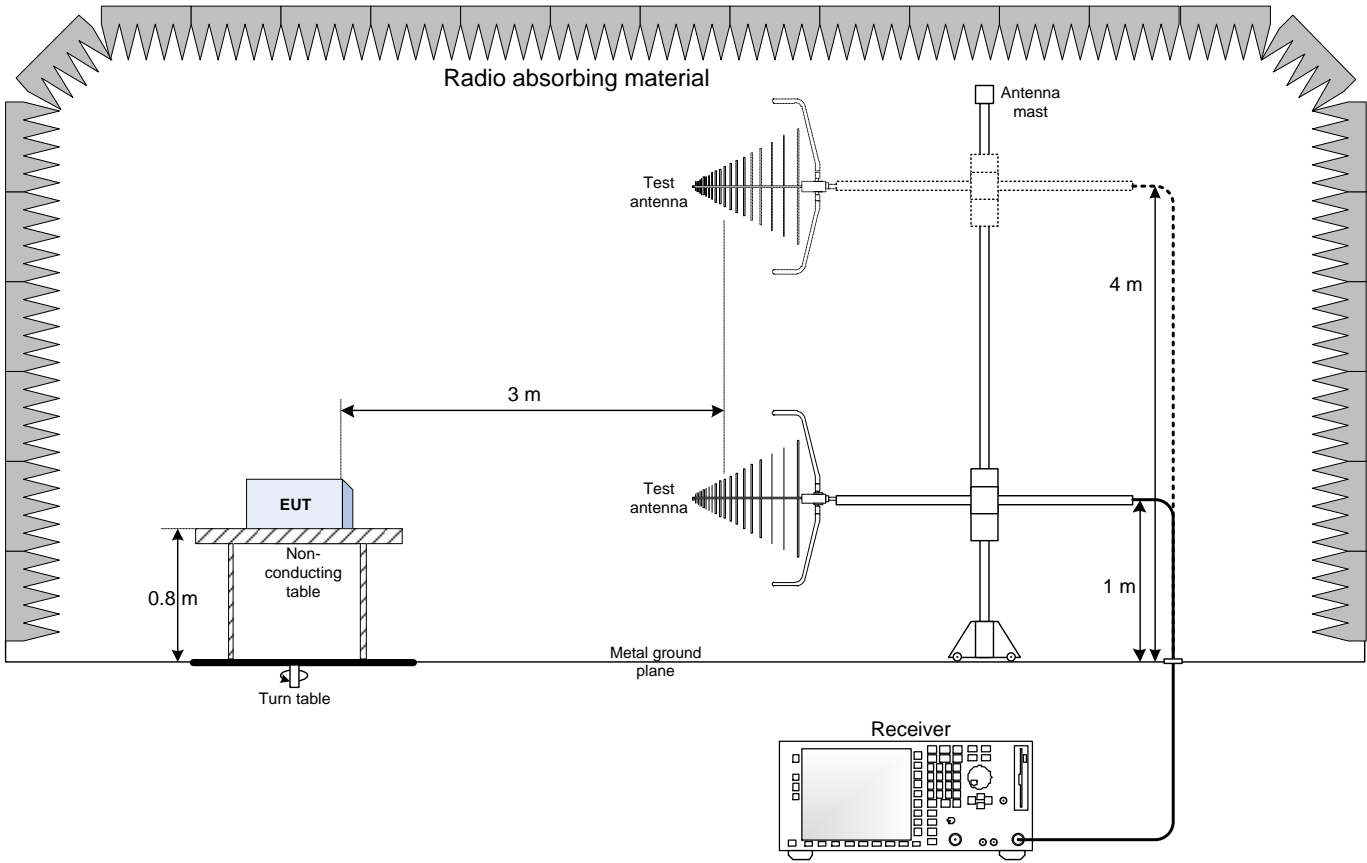 Radio absorbing material
Antenna
mast
Test
antenna
4 m
3 m
Test
antenna
EUT
Non-
conducting
table
0.8 m
1 m
Metal ground
plane
Turn table
Receiver